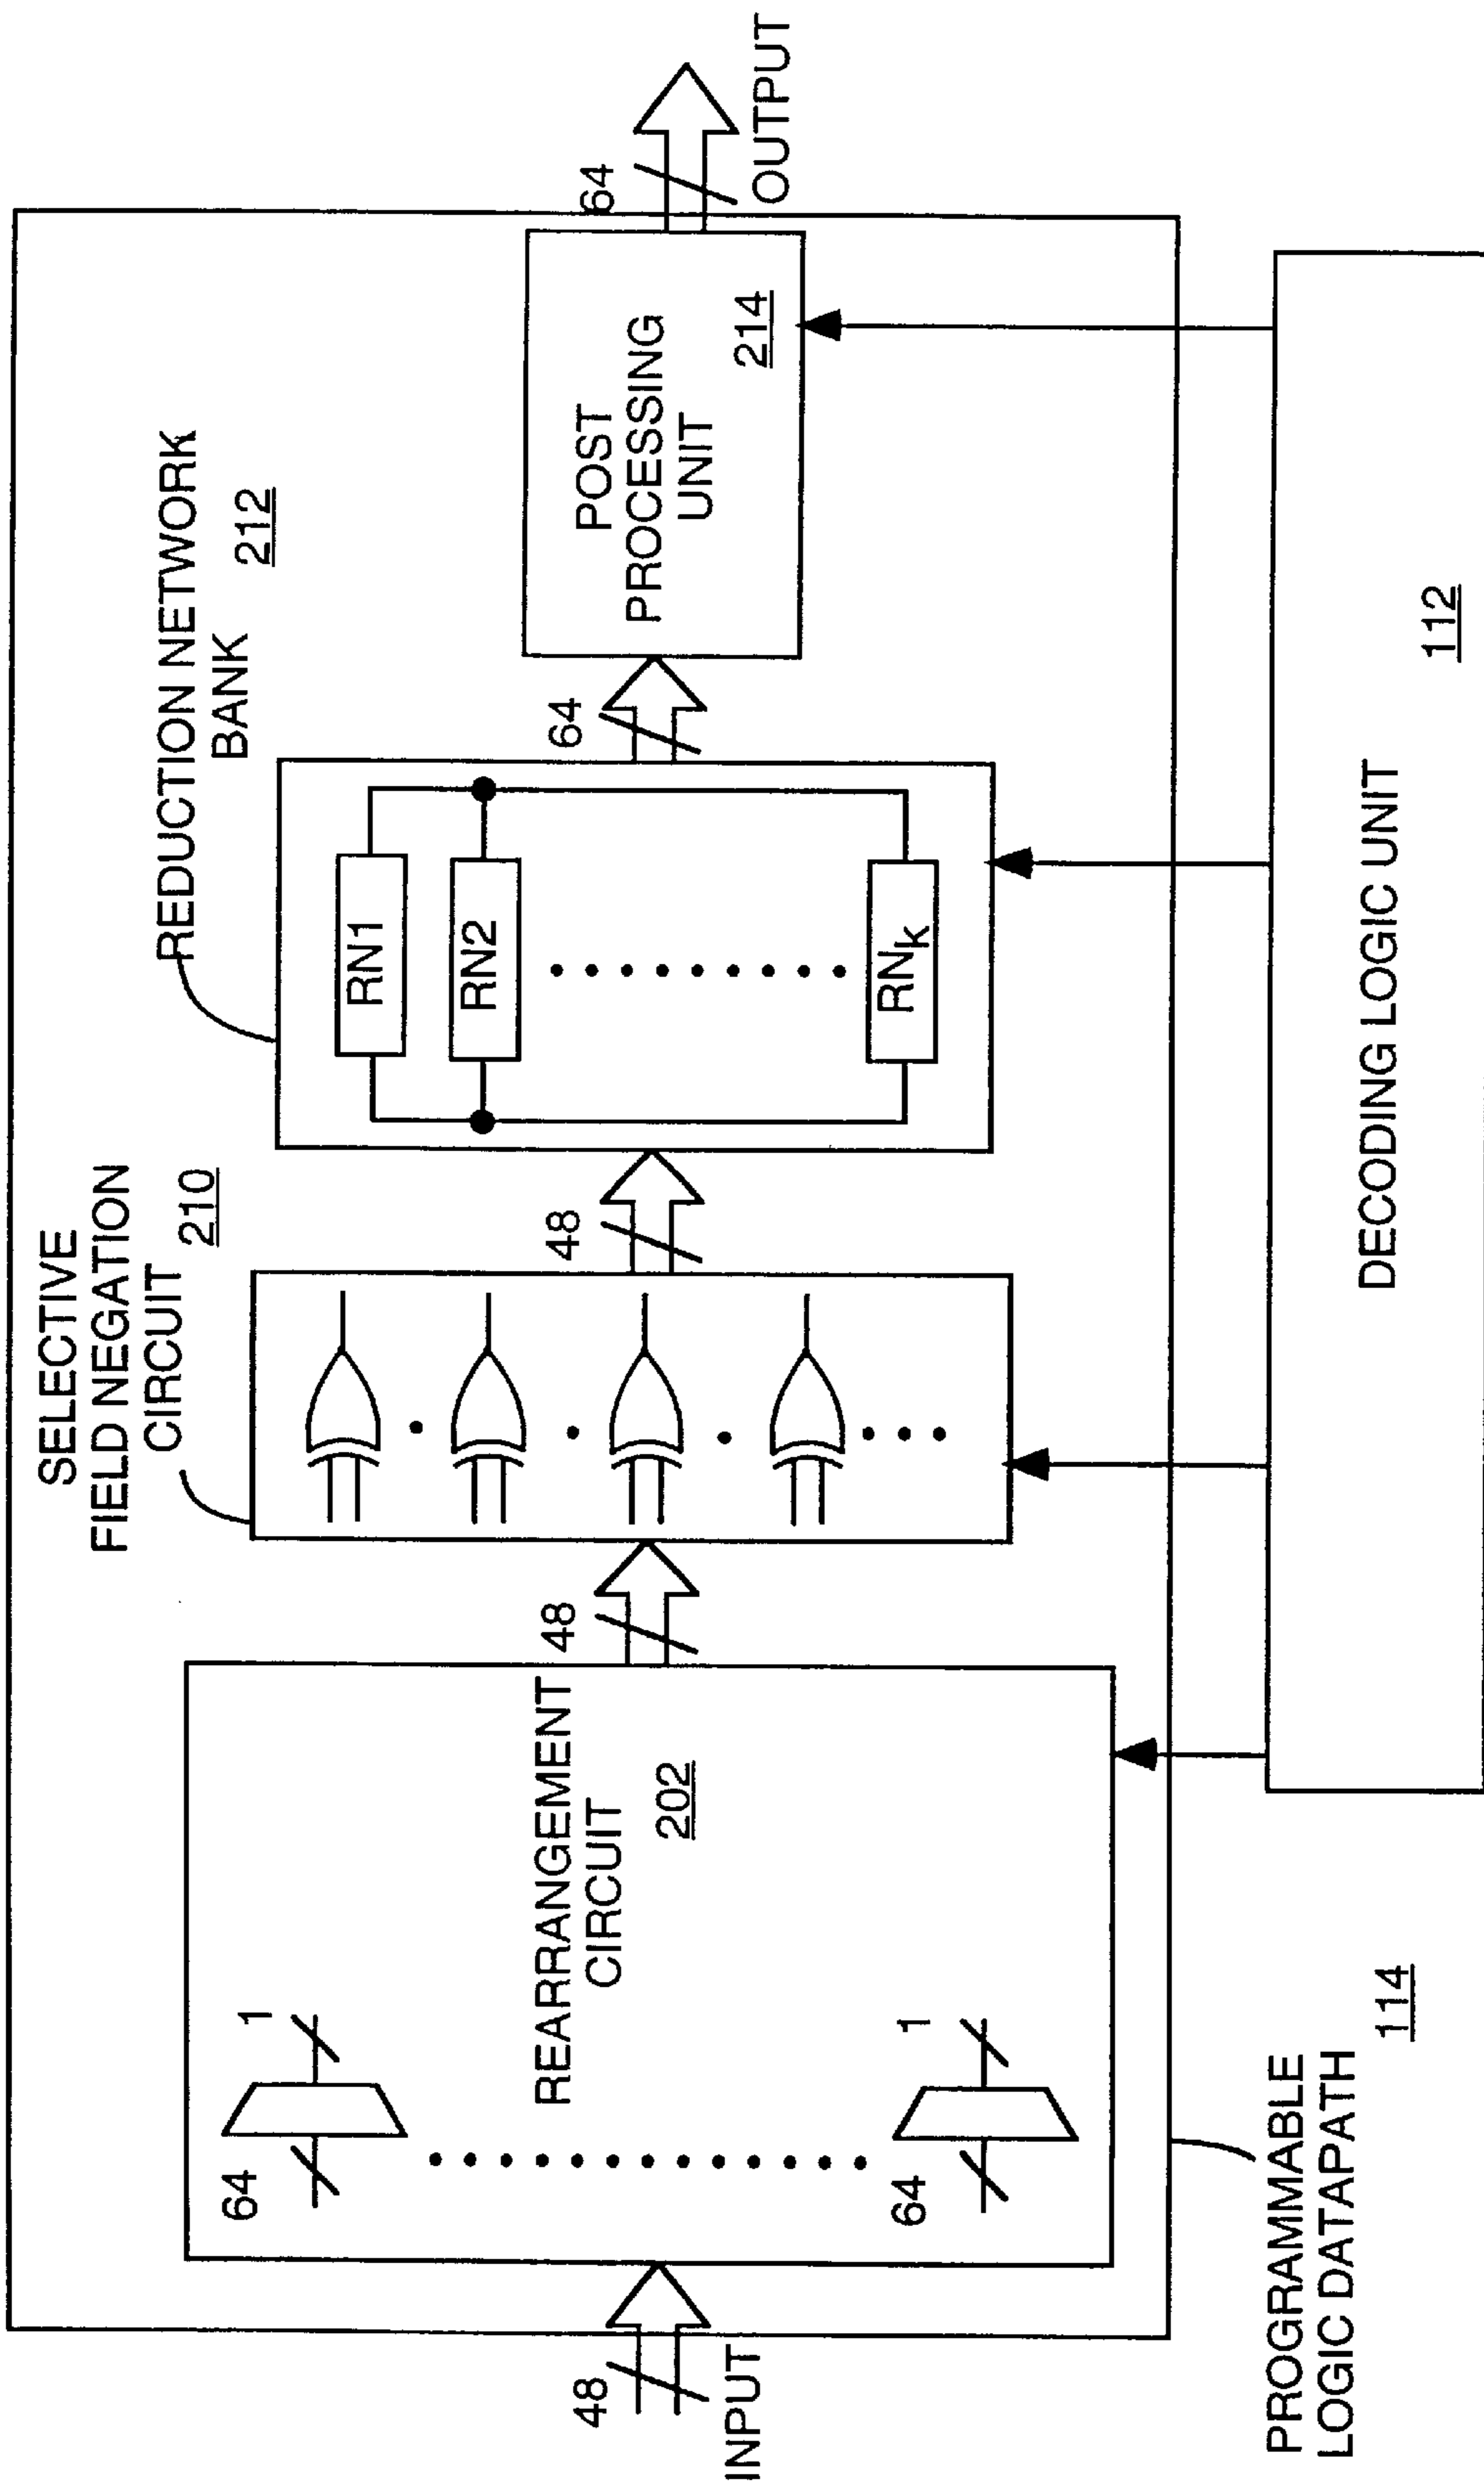 48
INPUT
64
1
64
1
REARRANGEMENT
CIRCUIT
202
48
SELECTIVE
FIELD NEGATION
CIRCUIT
210
48
REDUCTION NETWORK
BANK
212
RN1
RN2
RNk
64
POST
PROCESSING
UNIT
214
64
OUTPUT
PROGRAMMABLE
LOGIC DATAPATH
114
DECODING LOGIC UNIT
112